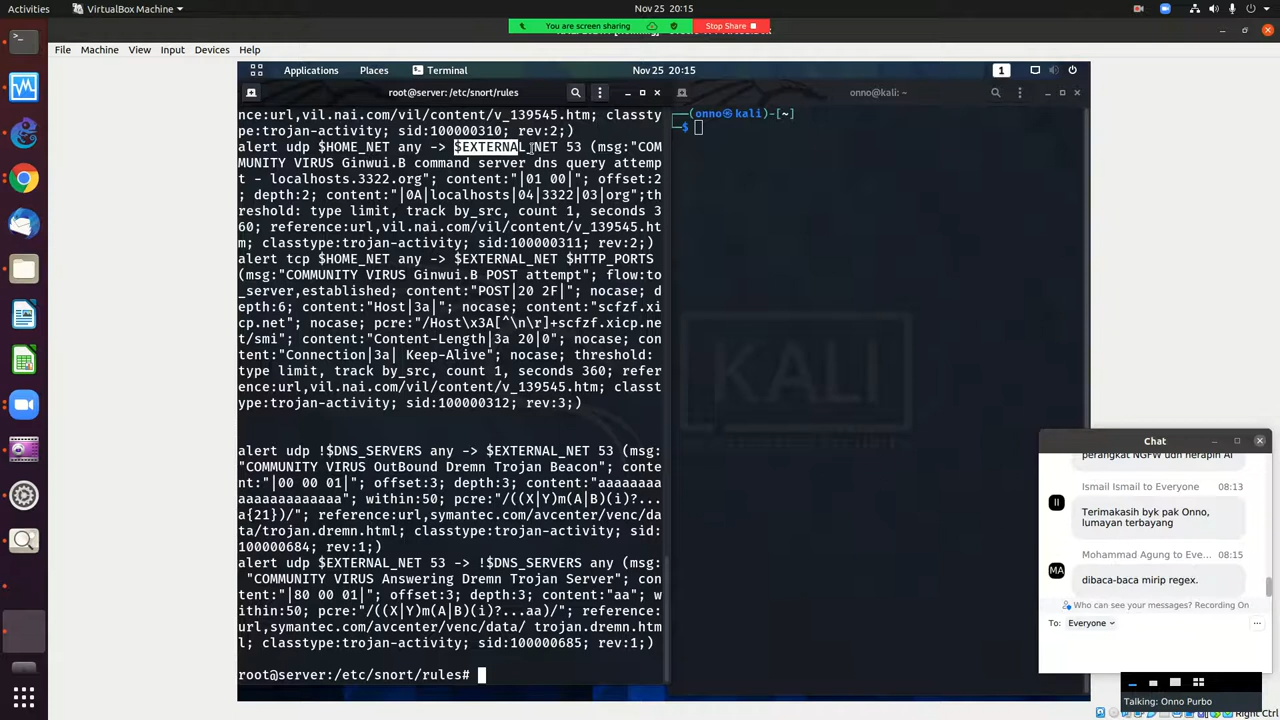 Activities
VirtualBox Machine
Nov 25 20:15
You are screen sharing
Stop Share
File Machine View Input Devices Help
Applications Places Terminal
Nov 25 20:15
1
root@server: /etc/snort/rules
nce:url,vil.nai.com/vil/content/v_139545.htm; classty
pe:trojan-activity; sid:100000310; rev:2;)
alert udp $HOME_NET any -> $EXTERNAL_NET 53 (msg:"COM
MUNITY VIRUS Ginwui.B command server dns query attemp
t - localhosts.3322.org"; content:"|01 00|"; offset:2
; depth:2; content:"|0A|localhosts|04|3322|03|org";th
reshold: type limit, track by_src, count 1, seconds 3
60; reference:url,vil.nai.com/vil/content/v_139545.ht
m; classtype:trojan-activity; sid:100000311; rev:2;)
alert tcp $HOME_NET any -> $EXTERNAL_NET $HTTP_PORTS
(msg:"COMMUNITY VIRUS Ginwui.B POST attempt"; flow:to
_server,established; content:"POST|20 2F|"; nocase; d
epth:6; content:"Host|3a|"; nocase; content:"scfzf.xi
cp.net"; nocase; pcre:"/Host\x3A[^\n\r]+scfzf.xicp.ne
t/smi"; content:"Content-Length|3a 20|0"; nocase; con
tent:"Connection|3a| Keep-Alive"; nocase; threshold:
type limit, track by_src, count 1, seconds 360; refer
ence:url,vil.nai.com/vil/content/v_139545.htm; classt
ype:trojan-activity; sid:100000312; rev:3;)
alert udp !$DNS_SERVERS any -> $EXTERNAL_NET 53 (msg:
"COMMUNITY VIRUS OutBound Dremn Trojan Beacon"; conte
nt:"|00 00 01|"; offset:3; depth:3; content:"aaaaaaaa
aaaaaaaaaaaaa"; within:50; pcre:"/((X|Y)m(A|B)(i)?...
a{21})/"; reference:url,symantec.com/avcenter/venc/da
ta/trojan.dremn.html; classtype:trojan-activity; sid:
100000684; rev:1;)
alert udp $EXTERNAL_NET 53 -> !$DNS_SERVERS any (msg:
"COMMUNITY VIRUS Answering Dremn Trojan Server"; con
tent:"|80 00 01|"; offset:3; depth:3; content:"aa"; w
ithin:50; pcre:"/((X|Y)m(A|B)(i)?...aa)/"; reference:
url,symantec.com/avcenter/venc/data/ trojan.dremn.htm
l; classtype:trojan-activity; sid:100000685; rev:1;)
root@server:/etc/snort/rules#
onno@kali: ~
(onno㉿kali)-[~]
$
KALI
Chat
perangkat NGFW udh nerapin AI
Ismail Ismail to Everyone 08:13
II
Terimakasih byk pak Onno,
lumayan terbayang
Mohammad Agung to Eve... 08:15
MA
dibaca-baca mirip regex.
Who can see your messages? Recording On
To: Everyone
Talking: Onno Purbo
Right Ctrl